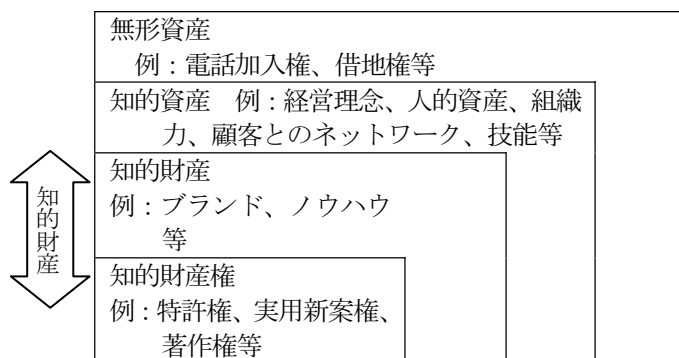 無形資産
例：電話加入権、借地権等
知的資産　例：経営理念、人的資産、組織
力、顧客とのネットワーク、技能等
知的財産
例：ブランド、ノウハウ
等
知的財産権
例：特許権、実用新案権、
著作権等
知的財産